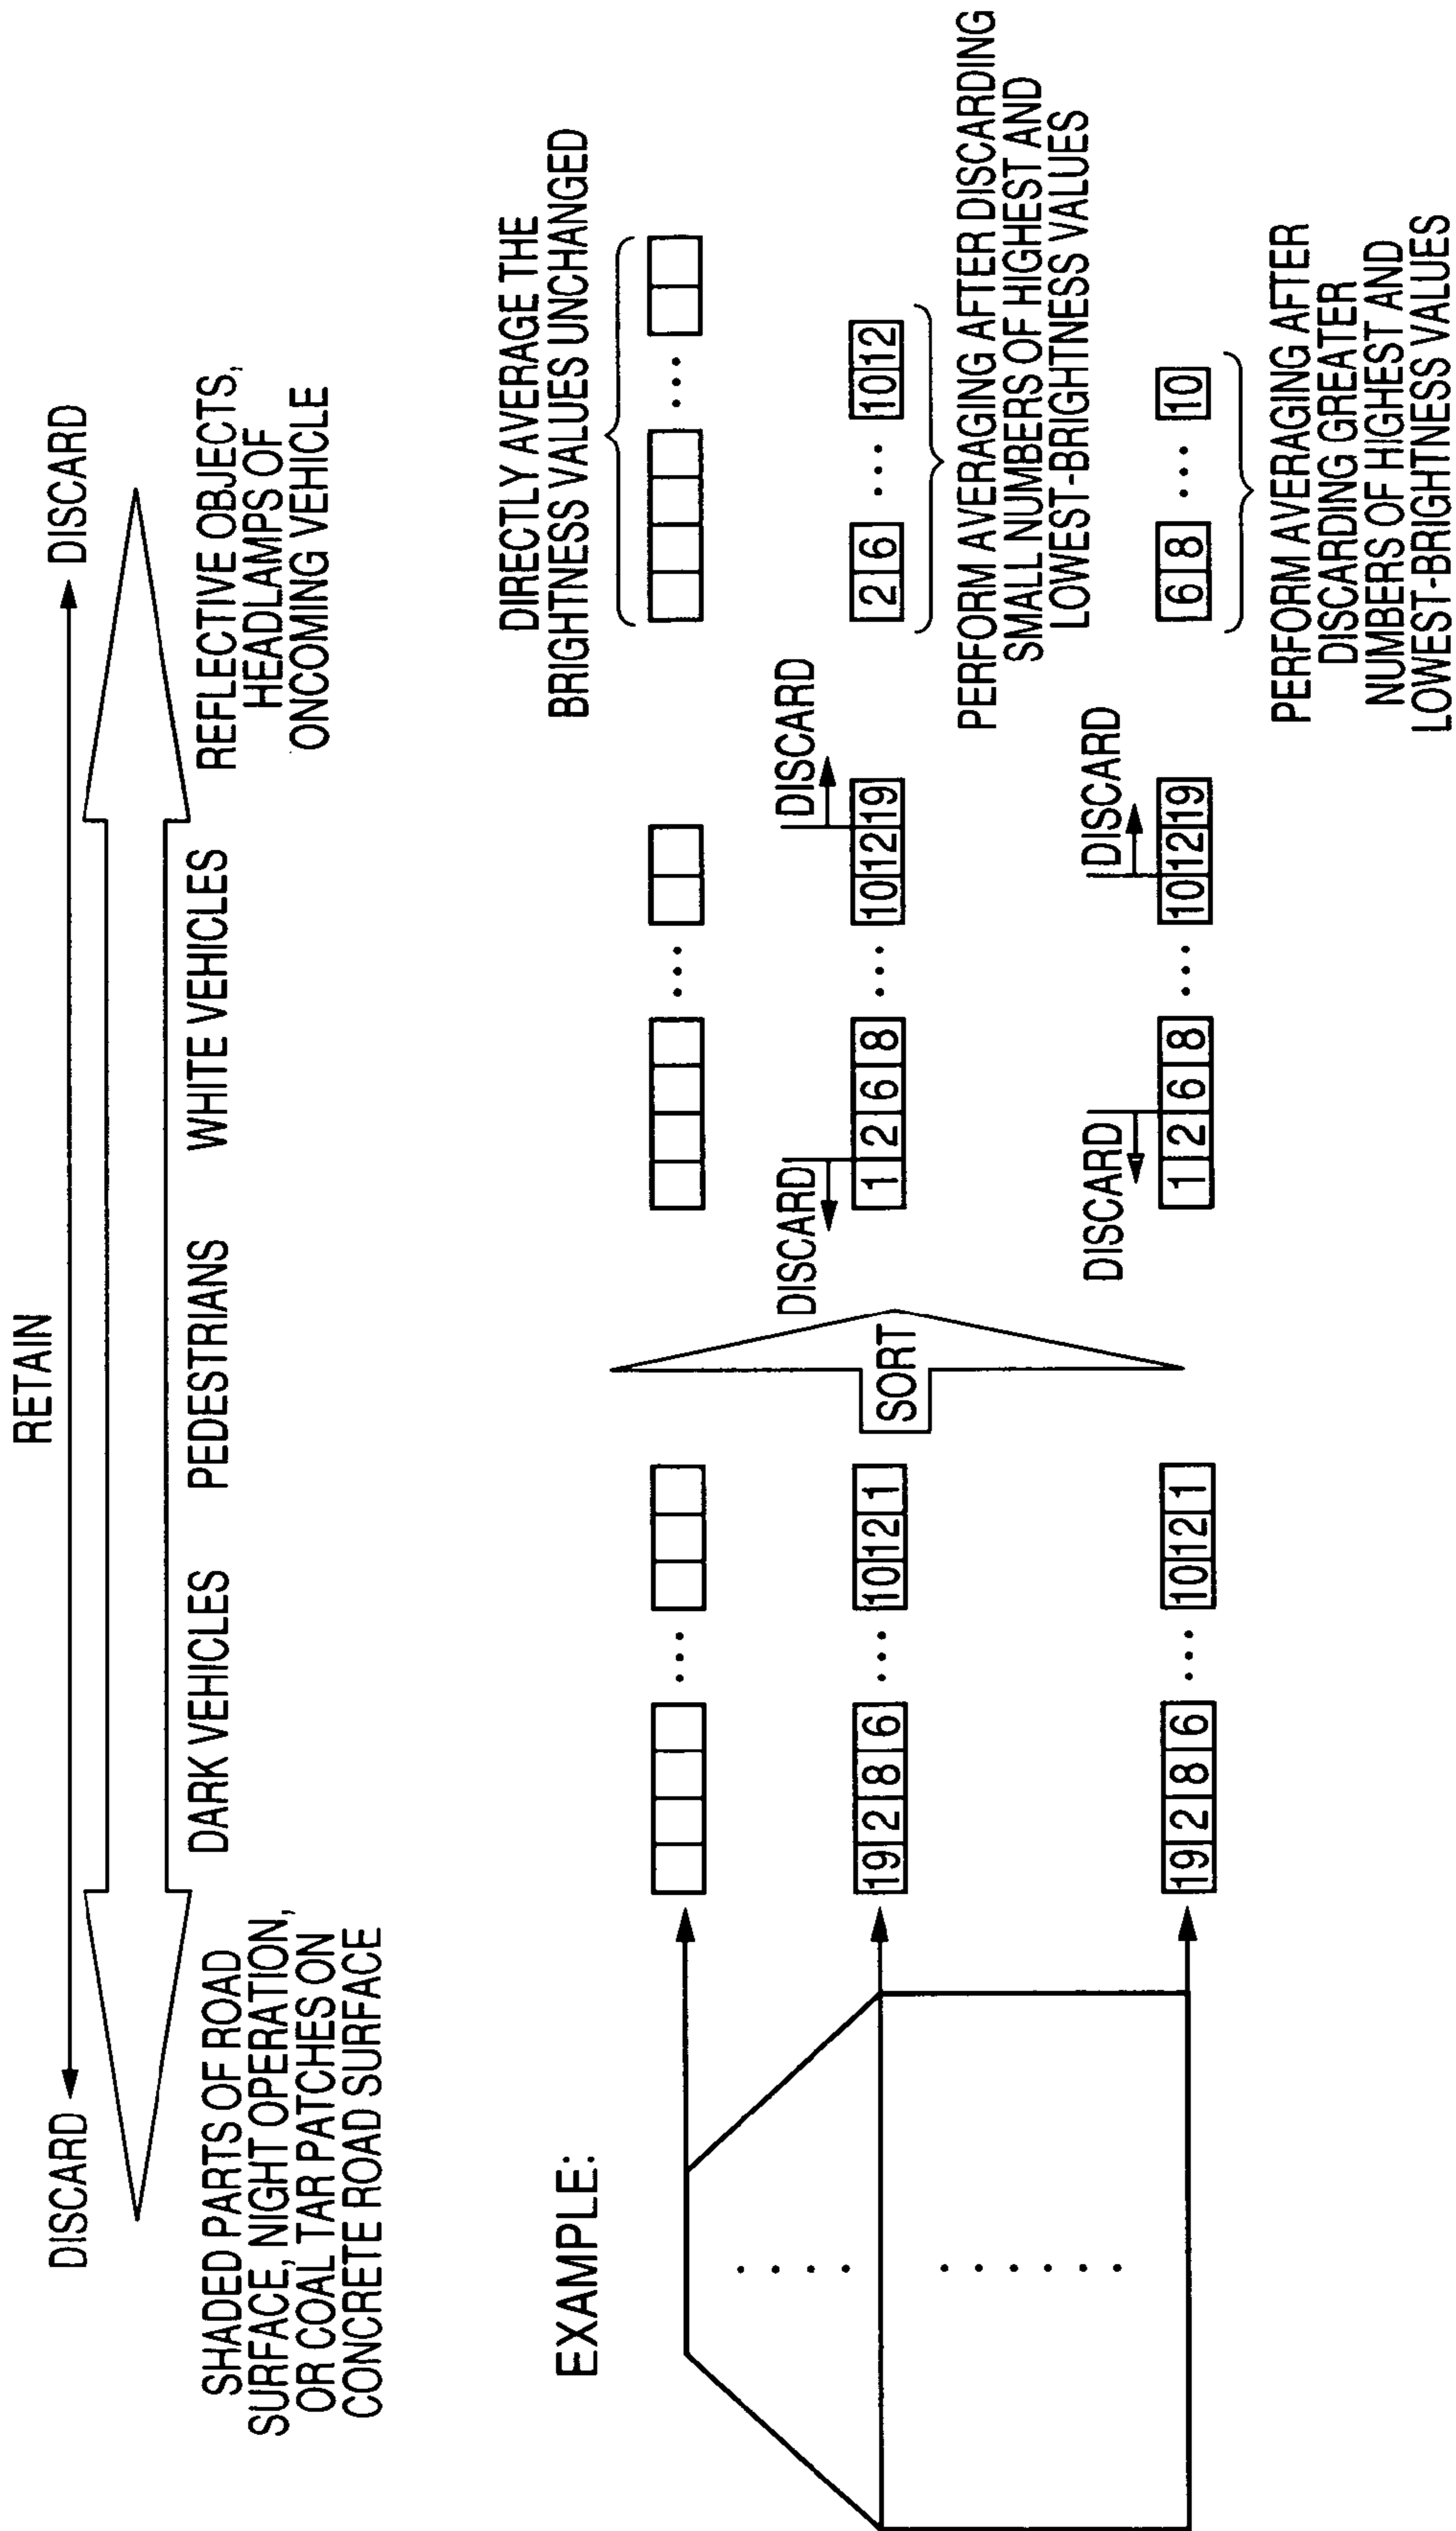 RETAIN
DISCARD
DISCARD
SHADED PARTS OF ROAD
SURFACE, NIGHT OPERATION,
OR COAL TAR PATCHES ON
CONCRETE ROAD SURFACE
DARK VEHICLES
PEDESTRIANS
WHITE VEHICLES
REFLECTIVE OBJECTS,
HEADLAMPS OF
ONCOMING VEHICLE
EXAMPLE:
DIRECTLY AVERAGE THE
BRIGHTNESS VALUES UNCHANGED
...
...
...
DISCARD
DISCARD
19 2 8 6 ... 10 12 1
SORT
1 2 6 8 ... 10 12 19
2 6 ... 10 12
PERFORM AVERAGING AFTER DISCARDING
SMALL NUMBERS OF HIGHEST AND
LOWEST-BRIGHTNESS VALUES
DISCARD
DISCARD
19 2 8 6 ... 10 12 1
1 2 6 8 ... 10 12 19
6 8 ... 10
PERFORM AVERAGING AFTER
DISCARDING GREATER
NUMBERS OF HIGHEST AND
LOWEST-BRIGHTNESS VALUES